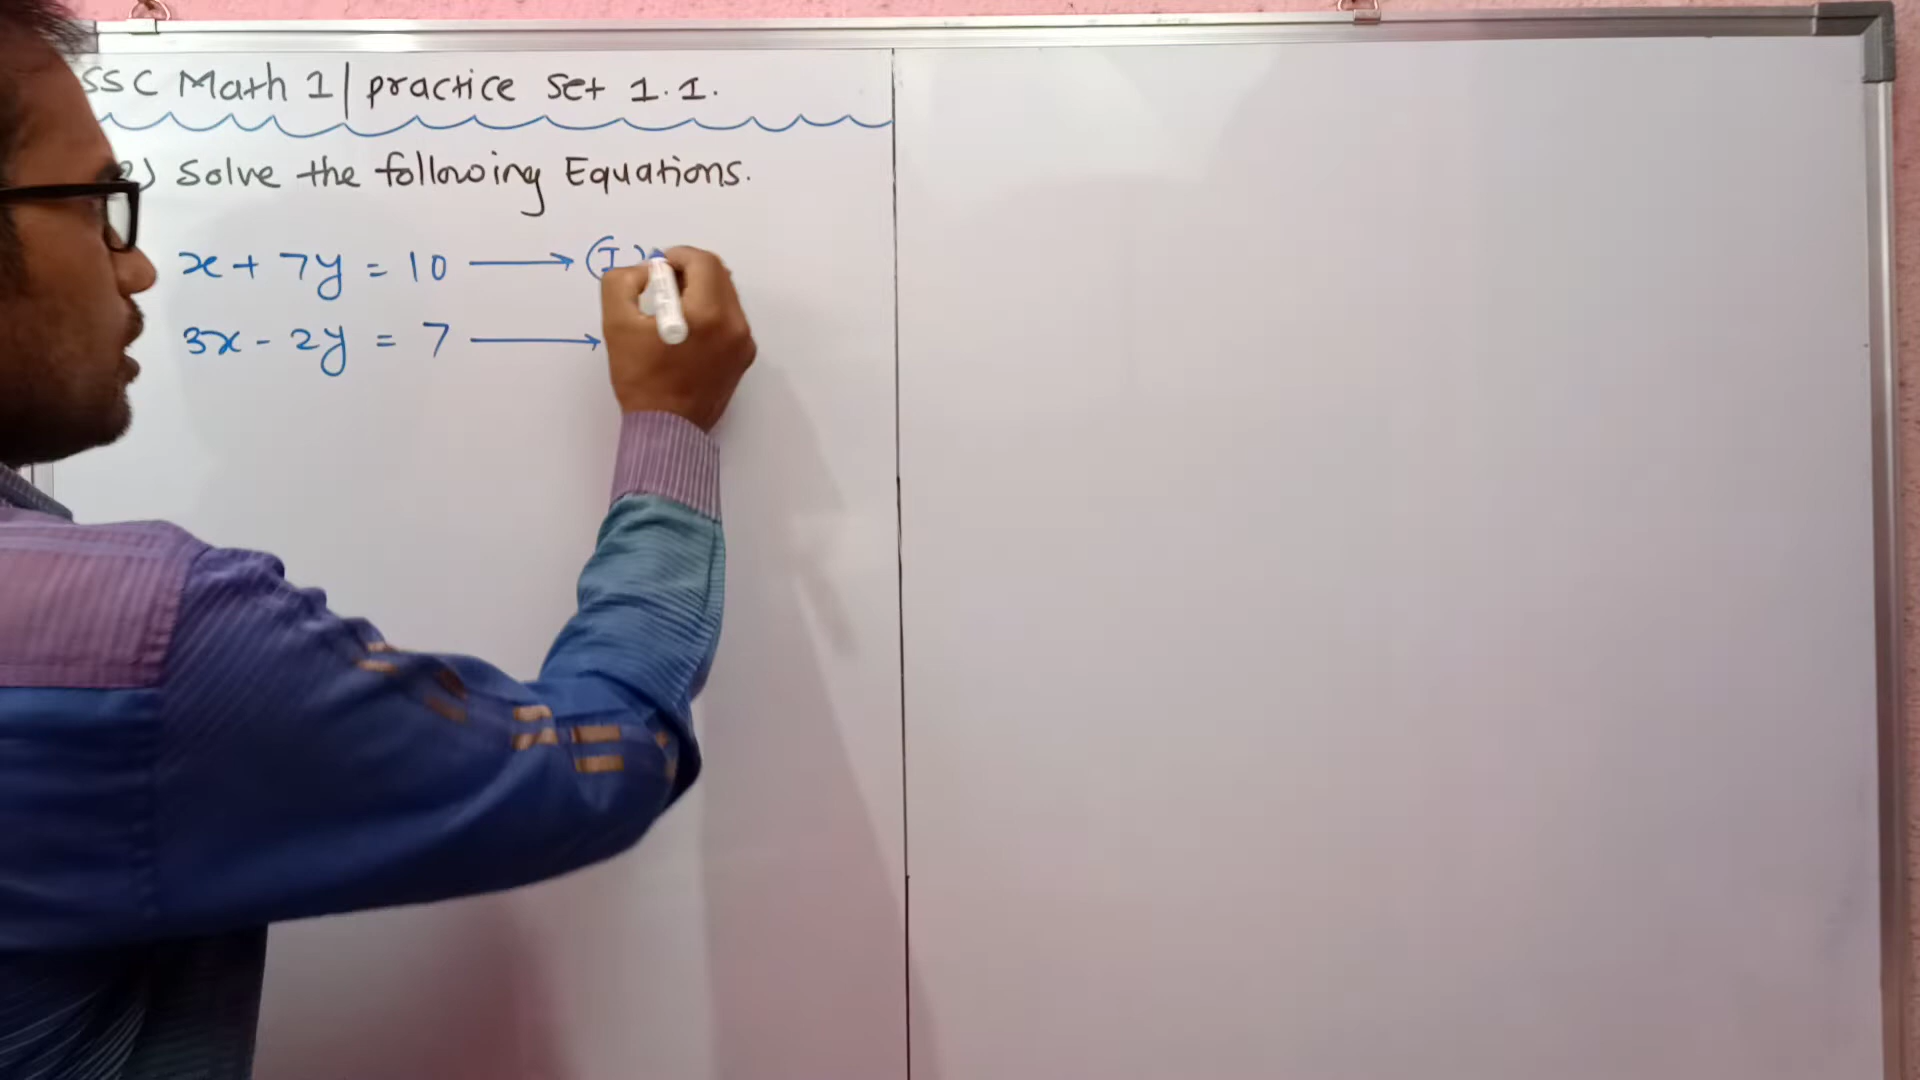 SSC Math 1 | practice Set 1.1.
) Solve the following Equations.
x + 7y = 10 ⟶ (I)
3x - 2y = 7 ⟶